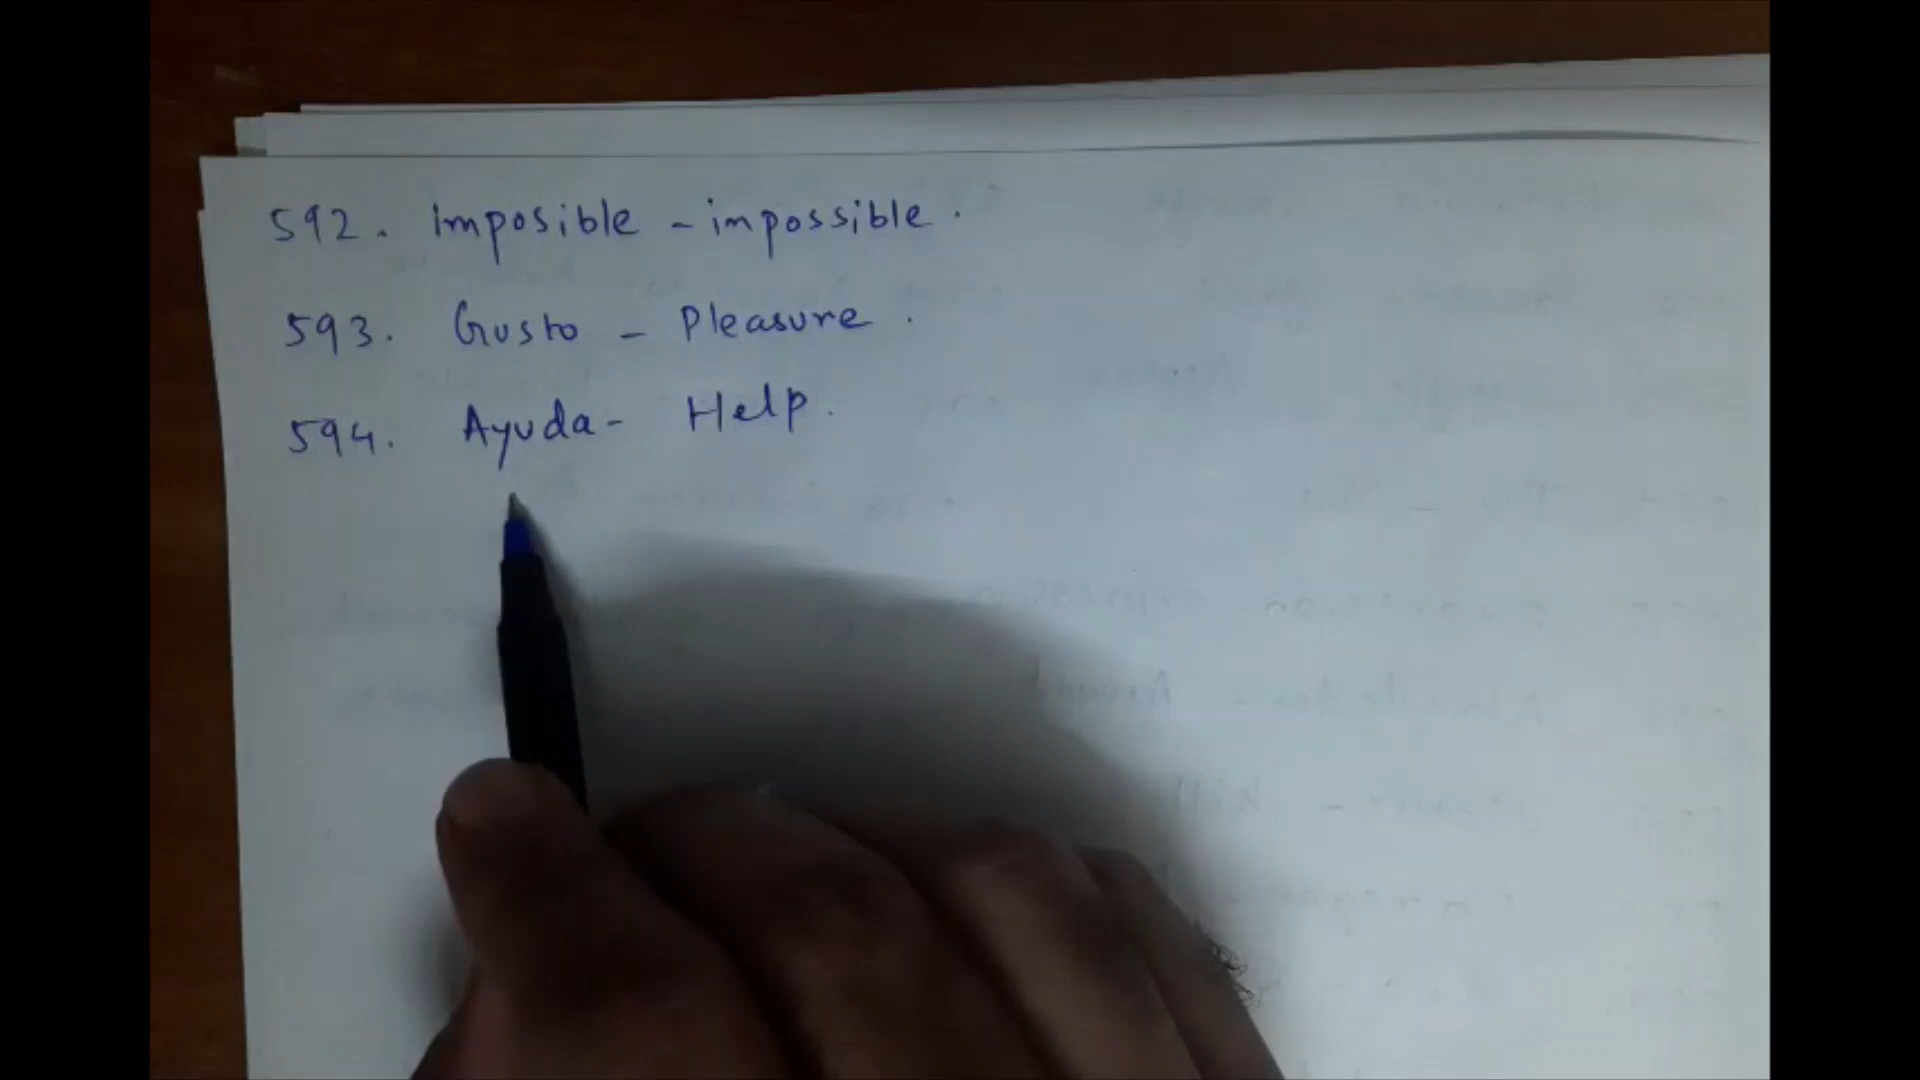 592. Imposible - impossible.
593. Gusto - Pleasure.
594. Ayuda - Help.